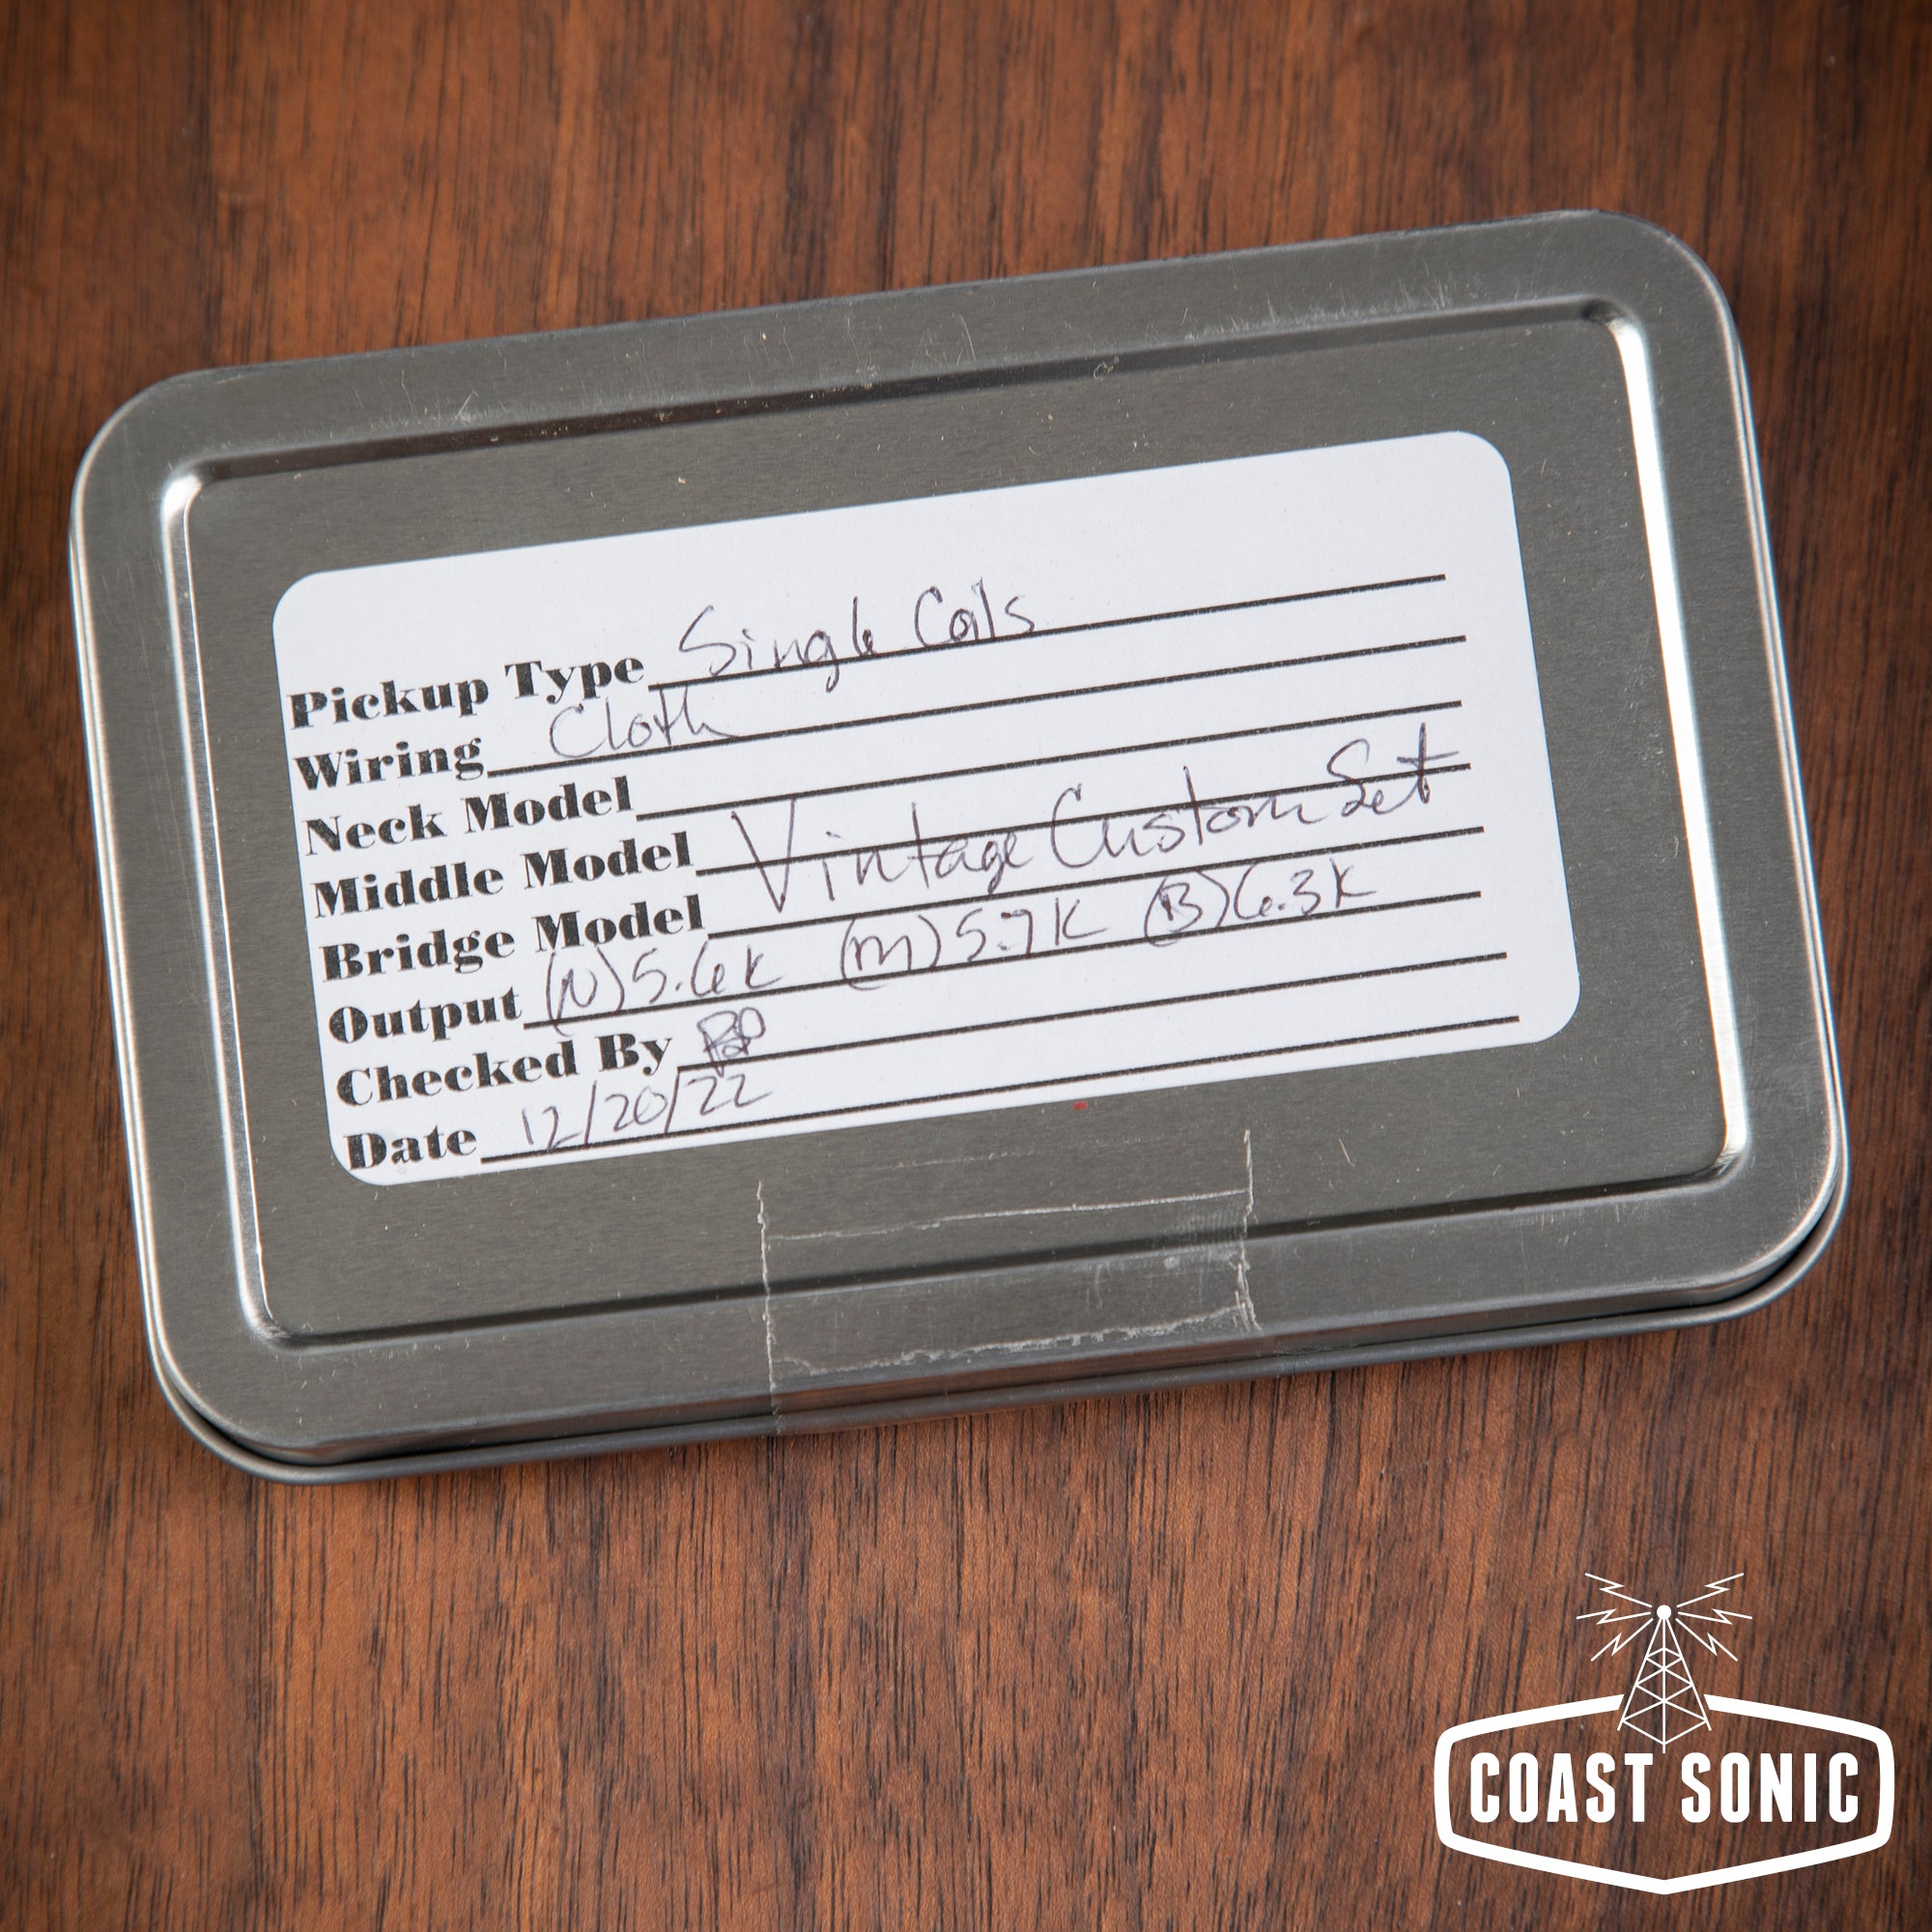 Pickup Type Single Coils
Wiring Cloth
Neck Model
Middle Model Vintage Custom Set
Bridge Model
Output (N) 5.6K (M) 5.7K (B) 6.3K
Checked By
Date 12/20/22
COAST SONIC